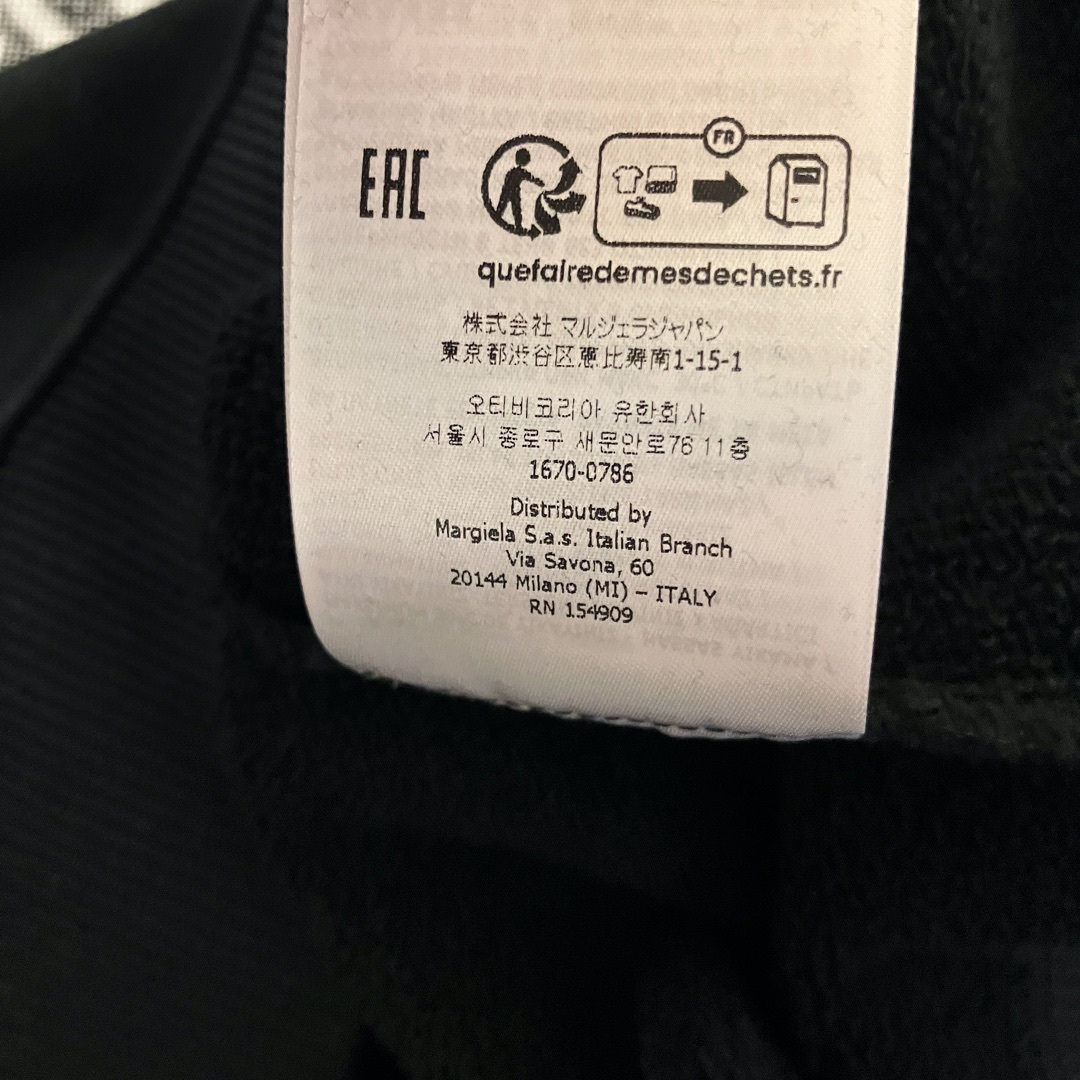 EAC
FR
quefairedemesdechets.fr
株式会社 マルジェラジャパン
東京都渋谷区恵比寿南1-15-1
오티비코리아 유한회사
서울시 종로구 새문안로76 11층
1670-0786
Distributed by
Margiela S.a.s. Italian Branch
Via Savona, 60
20144 Milano (MI) – ITALY
RN 154909